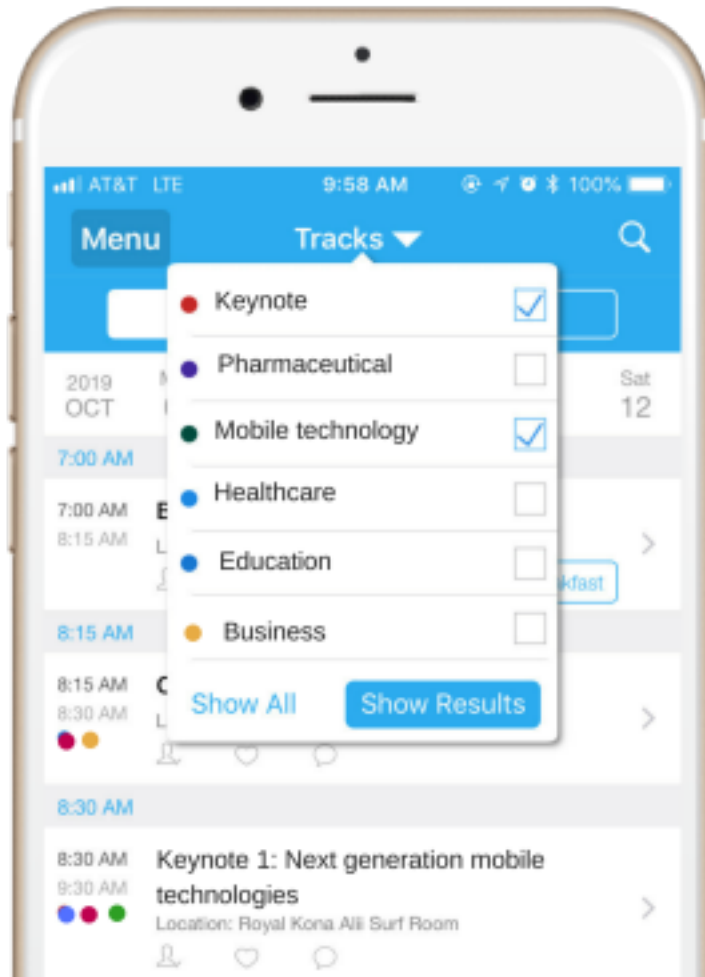 AT&T LTE 9:58 AM 100%
Menu Tracks
Keynote
Pharmaceutical
2019 Sat
OCT 12
Mobile technology
7:00 AM
Healthcare
7:00 AM
8:15 AM
Education
8:15 AM
Business
8:15 AM
8:30 AM
Show All Show Results
8:30 AM
8:30 AM Keynote 1: Next generation mobile
9:30 AM technologies
Location: Royal Kona Alii Surf Room